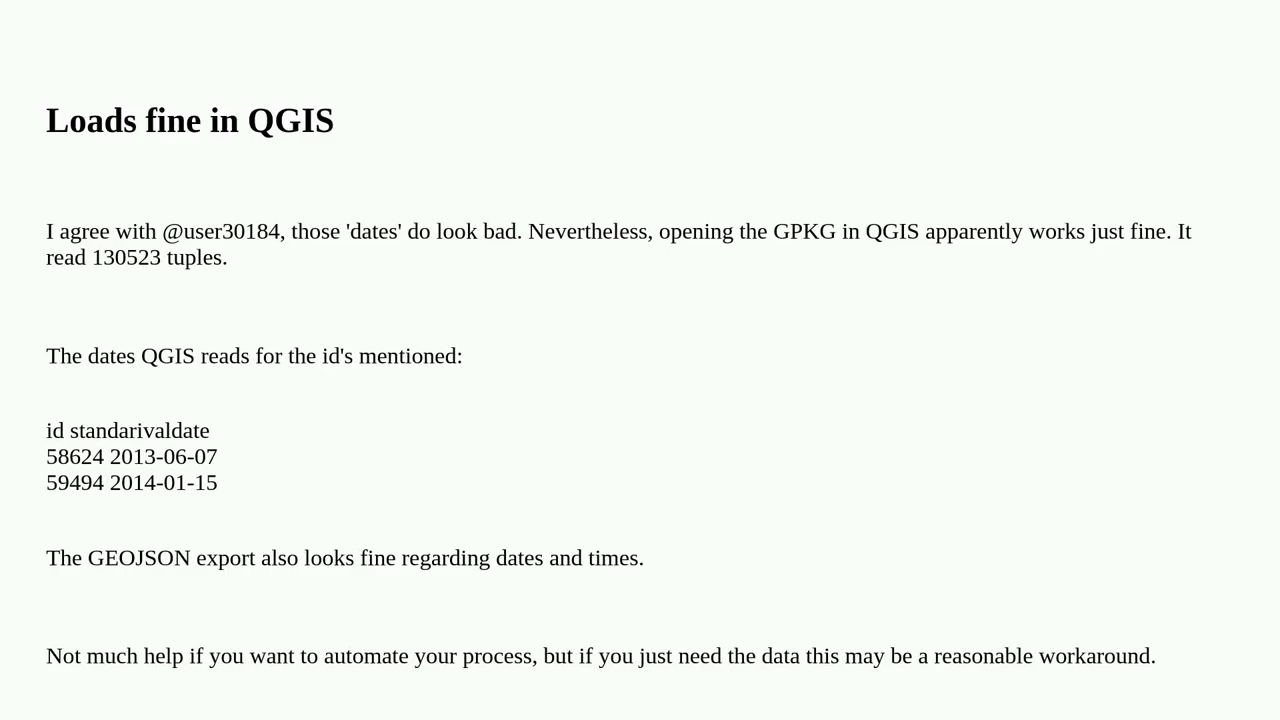 Loads fine in QGIS
I agree with @user30184, those 'dates' do look bad. Nevertheless, opening the GPKG in QGIS apparently works just fine. It
read 130523 tuples.
The dates QGIS reads for the id's mentioned:
id standarivaldate
58624 2013-06-07
59494 2014-01-15
The GEOJSON export also looks fine regarding dates and times.
Not much help if you want to automate your process, but if you just need the data this may be a reasonable workaround.